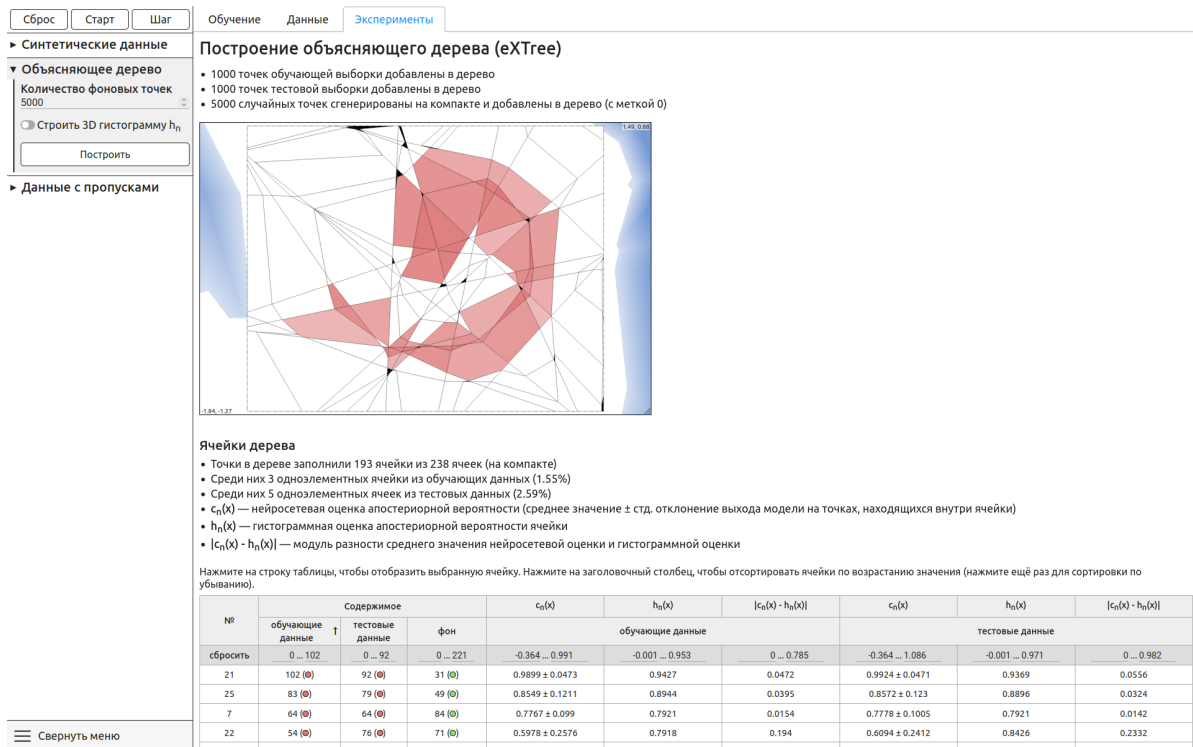 Сброс Старт Шаг
Обучение Данные Эксперименты
▸ Синтетические данные
▾ Объясняющее дерево
Количество фоновых точек
5000
Строить 3D гистограмму hn
Построить
▸ Данные с пропусками
Свернуть меню
Построение объясняющего дерева (eXTree)
• 1000 точек обучающей выборки добавлены в дерево
• 1000 точек тестовой выборки добавлены в дерево
• 5000 случайных точек сгенерированы на компакте и добавлены в дерево (с меткой 0)
1.49, 0.88
-1.84, -1.27
Ячейки дерева
• Точки в дереве заполнили 193 ячейки из 238 ячеек (на компакте)
• Среди них 3 одноэлементных ячейки из обучающих данных (1.55%)
• Среди них 5 одноэлементных ячеек из тестовых данных (2.59%)
• cn(x) — нейросетевая оценка апостериорной вероятности (среднее значение ± стд. отклонение выхода модели на точках, находящихся внутри ячейки)
• hn(x) — гистограммная оценка апостериорной вероятности ячейки
• |cn(x) - hn(x)| — модуль разности среднего значения нейросетевой оценки и гистограммной оценки
Нажмите на строку таблицы, чтобы отобразить выбранную ячейку. Нажмите на заголовочный столбец, чтобы отсортировать ячейки по возрастанию значения (нажмите ещё раз для сортировки по
убыванию).
№ Содержимое cn(x) hn(x) |cn(x) - hn(x)| cn(x) hn(x) |cn(x) - hn(x)|
обучающие данные ↑ тестовые данные фон обучающие данные тестовые данные
сбросить 0 ... 102 0 ... 92 0 ... 221 -0.364 ... 0.991 -0.001 ... 0.953 0 ... 0.785 -0.364 ... 1.086 -0.001 ... 0.971 0 ... 0.982
21 102 () 92 () 31 () 0.9899 ± 0.0473 0.9427 0.0472 0.9924 ± 0.0471 0.9369 0.0556
25 83 () 79 () 49 () 0.8549 ± 0.1211 0.8944 0.0395 0.8572 ± 0.123 0.8896 0.0324
7 64 () 64 () 84 () 0.7767 ± 0.099 0.7921 0.0154 0.7778 ± 0.1005 0.7921 0.0142
22 54 () 76 () 71 () 0.5978 ± 0.2576 0.7918 0.194 0.6094 ± 0.2412 0.8426 0.2332